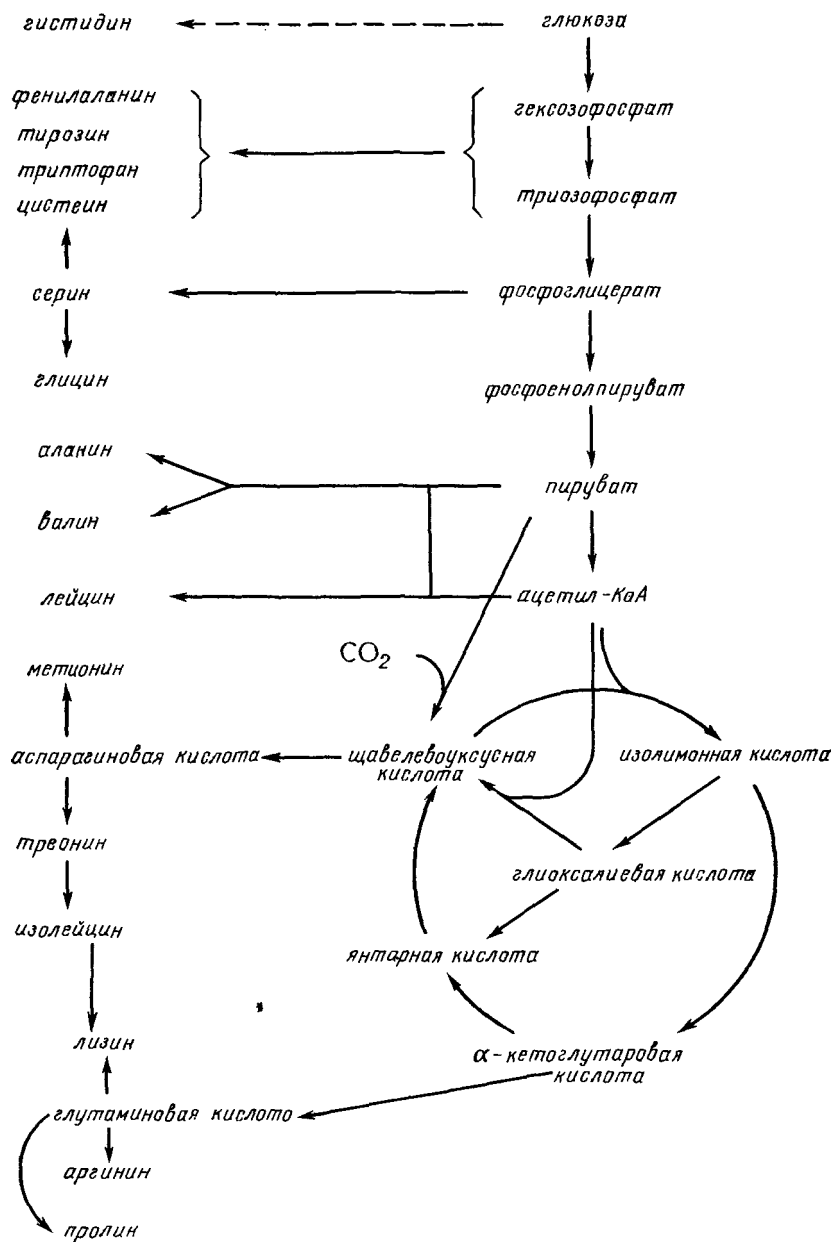 гистидин
глюкоза
фенилаланин
гексозофосфат
тирозин
триптофан
триозофосфат
цистеин
серин
фосфоглицерат
глицин
фосфоенолпируват
аланин
пируват
валин
лейцин
ацетил-КоА
CO₂
метионин
аспарагиновая кислота
щавелевоуксусная
кислота
изолимонная кислота
треонин
глиоксалиевая кислота
изолейцин
янтарная кислота
лизин
α-кетоглутаровая
кислота
глутаминовая кислото
аргинин
пролин